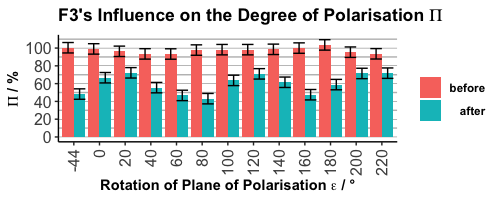 F3's Influence on the Degree of Polarisation Π
Π / %
100
80
60
40
20
0
before
after
-44 0 20 40 60 80 100 120 140 160 180 200 220
Rotation of Plane of Polarisation ε / °